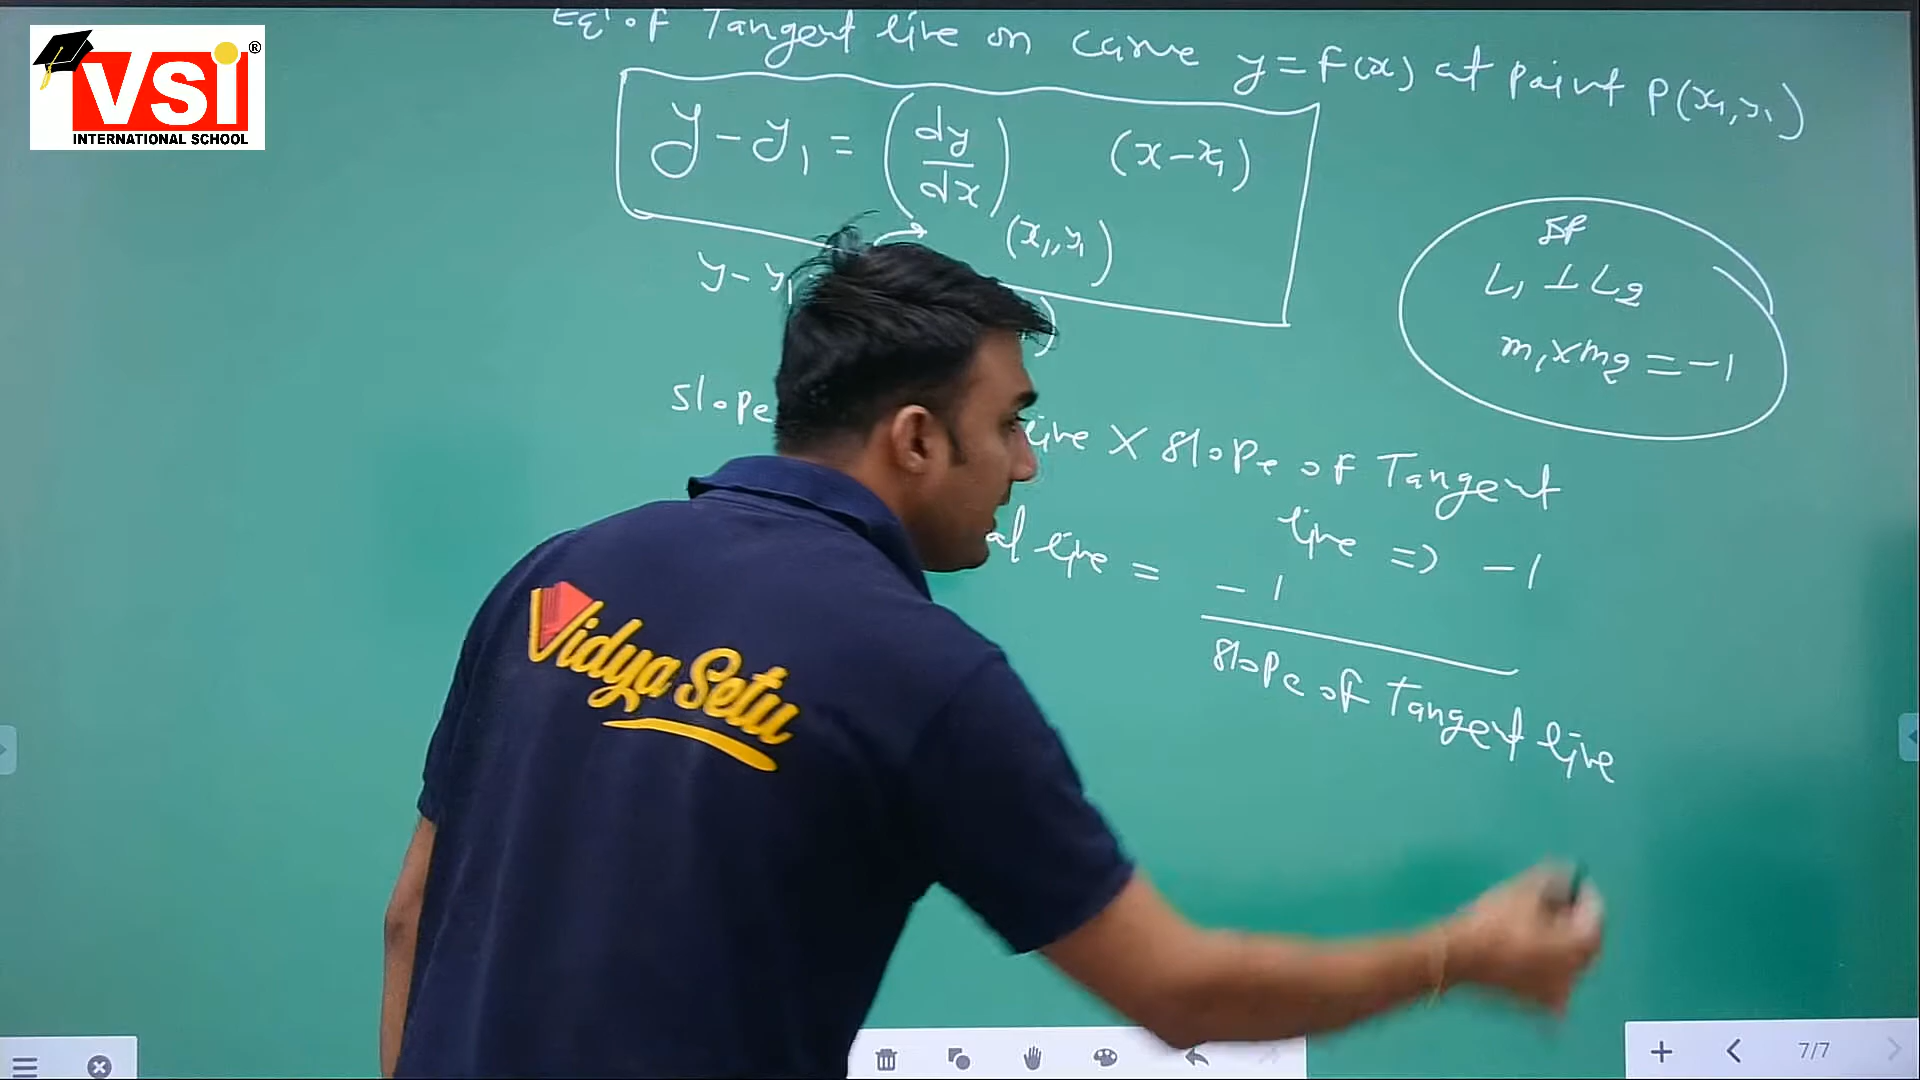 VSI ®
INTERNATIONAL SCHOOL
Eqⁿ of Tangent line on curve y = f(x) at point P(x₁, y₁)
y - y₁ = (dy/dx)(x₁, y₁) (x - x₁)
y - y₁
If
L₁ ⊥ L₂
m₁ × m₂ = -1
slope line × slope of Tangent
line => -1
al line = -1
slope of Tangent line
Vidya Setu
7/7